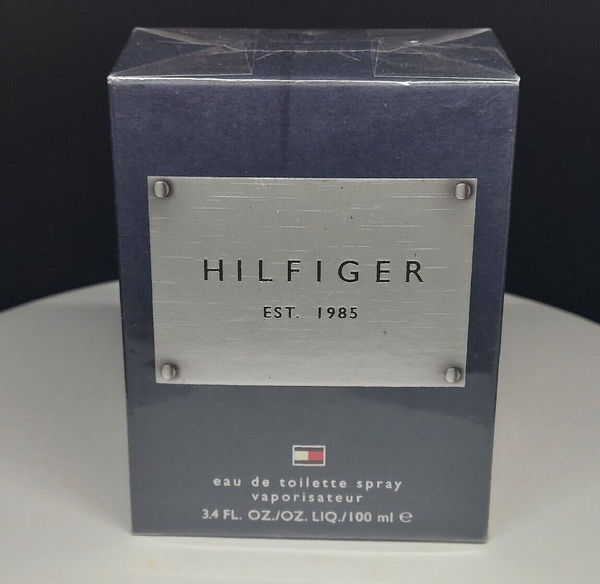 HILFIGER
EST. 1985
eau de toilette spray
vaporisateur
3.4 FL. OZ./OZ. LIQ./100 ml ℮